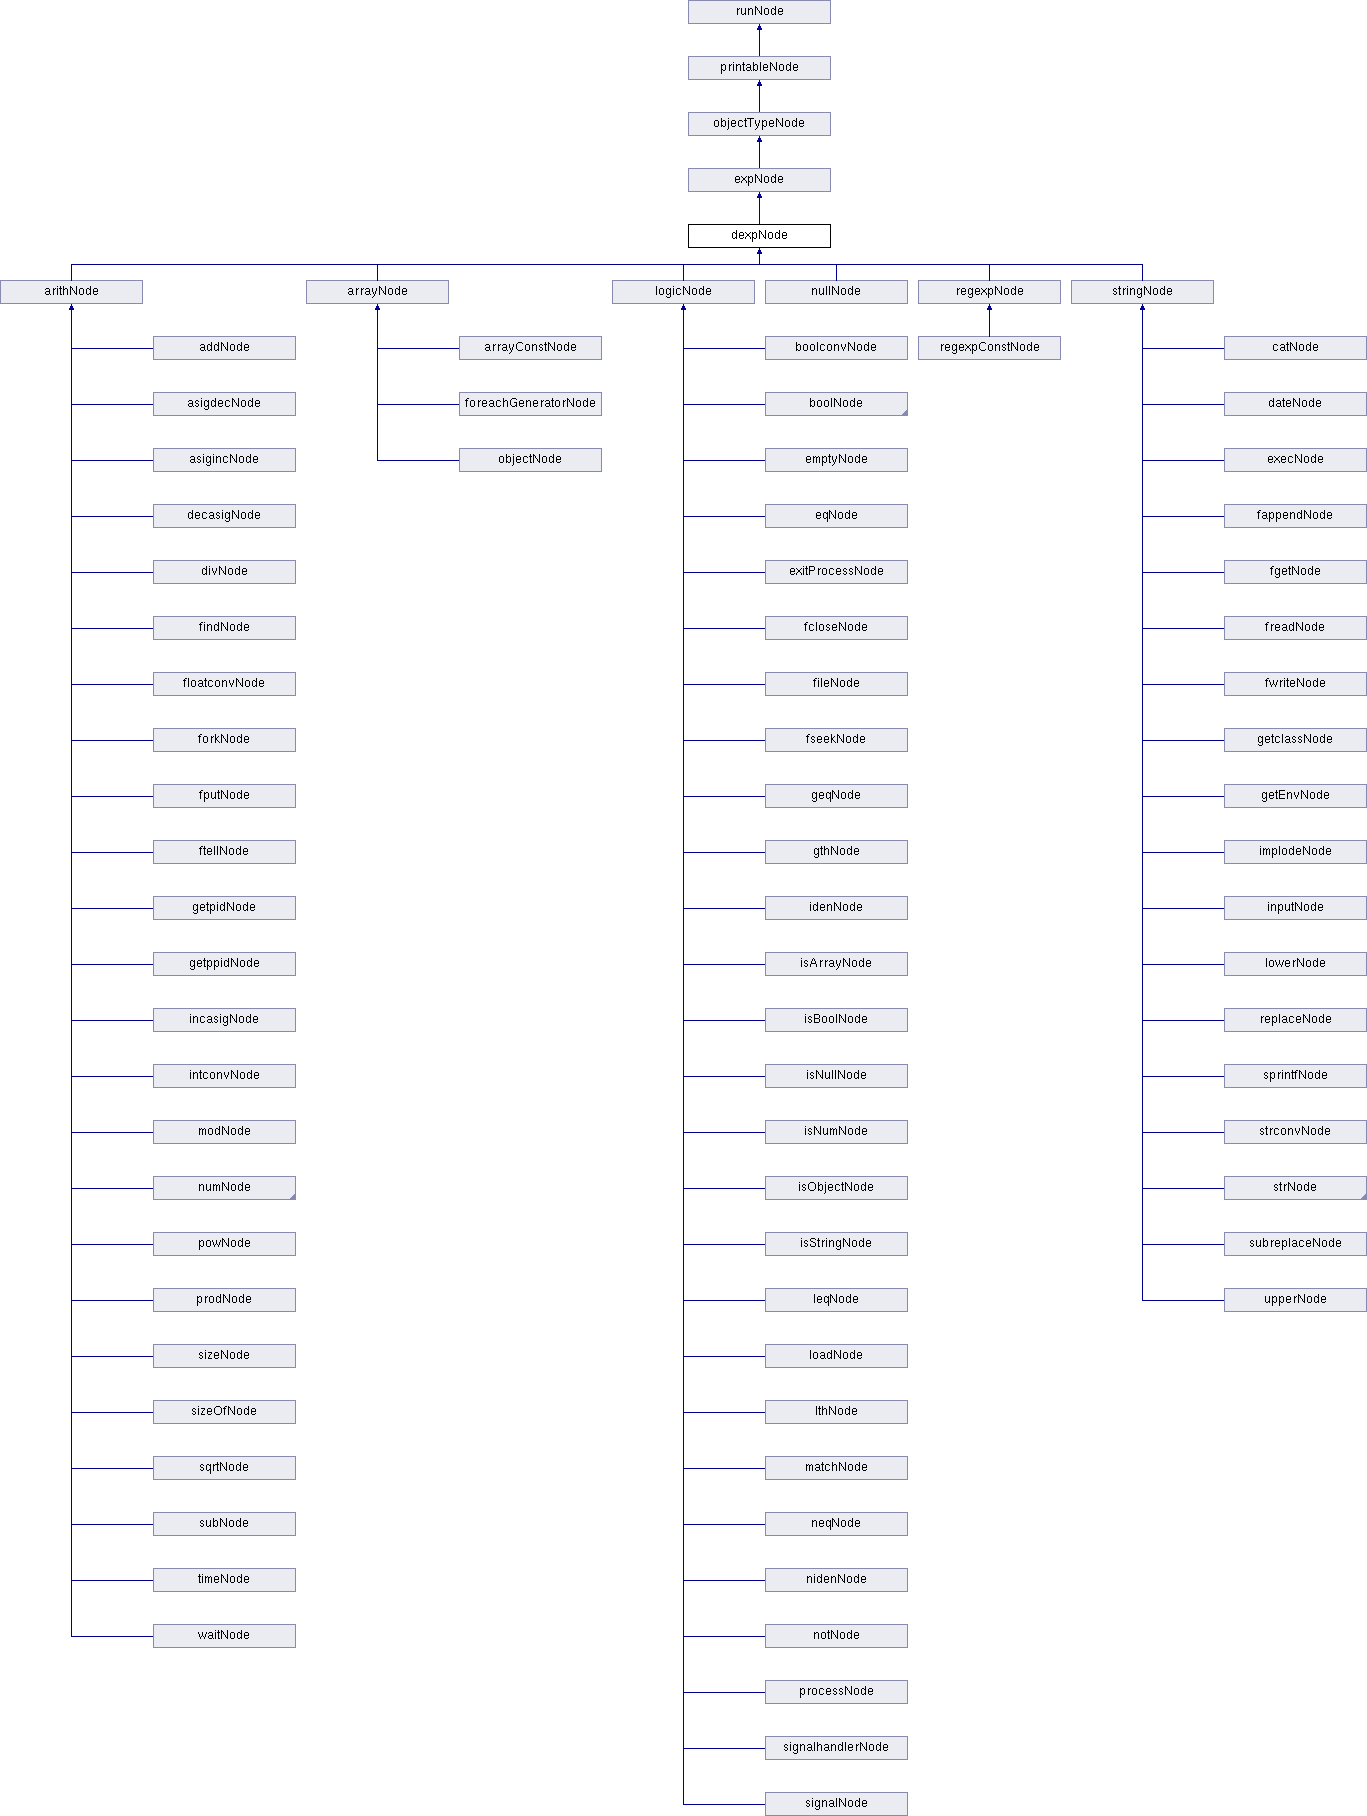 runNode
printableNode
objectTypeNode
expNode
dexpNode
arithNode arrayNode logicNode nullNode regexpNode stringNode
addNode arrayConstNode boolconvNode regexpConstNode catNode
asigdecNode foreachGeneratorNode boolNode dateNode
asigincNode objectNode emptyNode execNode
decasigNode eqNode fappendNode
divNode exitProcessNode fgetNode
findNode fcloseNode freadNode
floatconvNode fileNode fwriteNode
forkNode fseekNode getclassNode
fputNode geqNode getEnvNode
ftellNode gthNode implodeNode
getpidNode idenNode inputNode
getppidNode isArrayNode lowerNode
incasigNode isBoolNode replaceNode
intconvNode isNullNode sprintfNode
modNode isNumNode strconvNode
numNode isObjectNode strNode
powNode isStringNode subreplaceNode
prodNode leqNode upperNode
sizeNode loadNode
sizeOfNode lthNode
sqrtNode matchNode
subNode neqNode
timeNode nidenNode
waitNode notNode
processNode
signalhandlerNode
signalNode